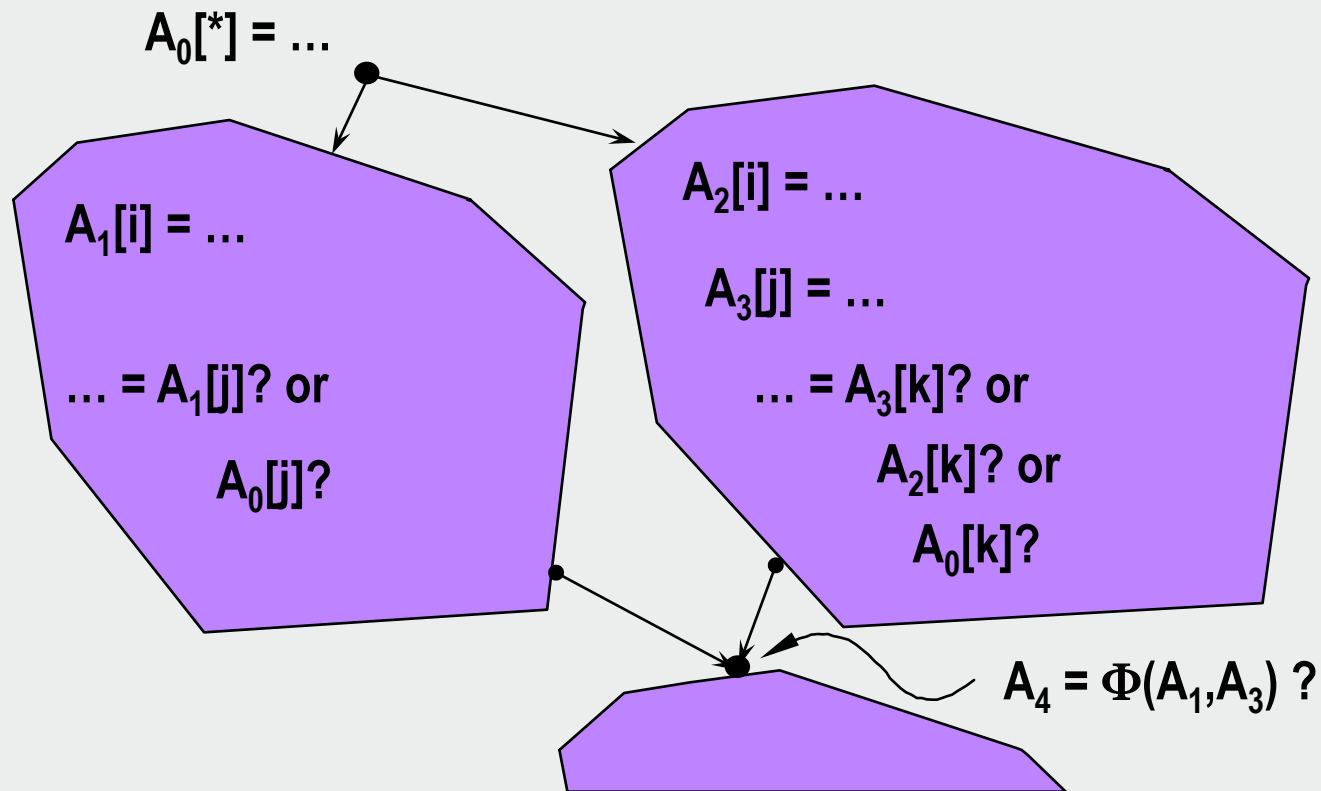 A₀[*] = ...
A₁[i] = ...
... = A₁[j]? or
A₀[j]?
A₂[i] = ...
A₃[j] = ...
... = A₃[k]? or
A₂[k]? or
A₀[k]?
A₄ = Φ(A₁,A₃) ?